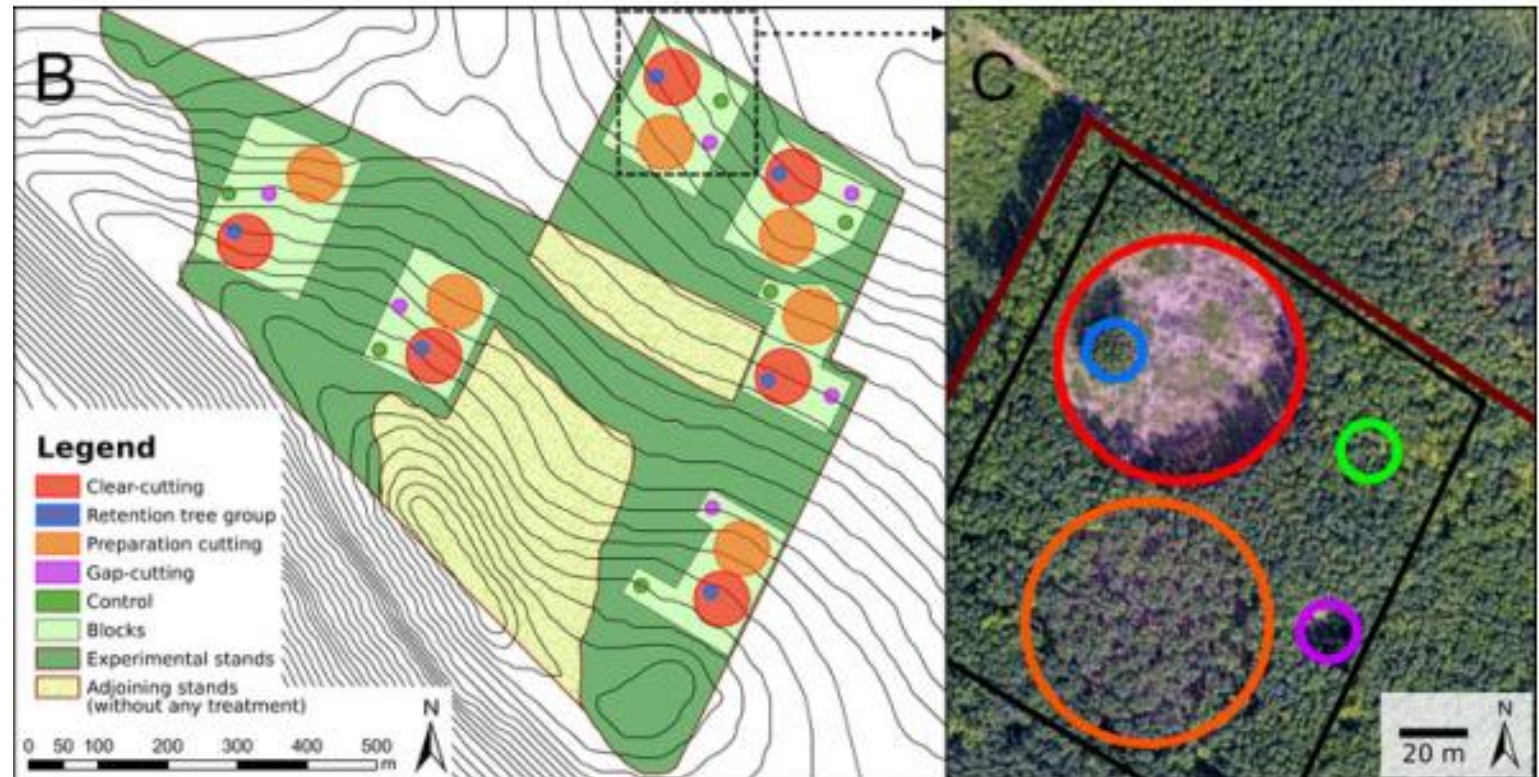 B
C
Legend
Clear-cutting
Retention tree group
Preparation cutting
Gap-cutting
Control
Blocks
Experimental stands
Adjoining stands
(without any treatment)
N
0 50 100 200 300 400 500
m
N
20 m